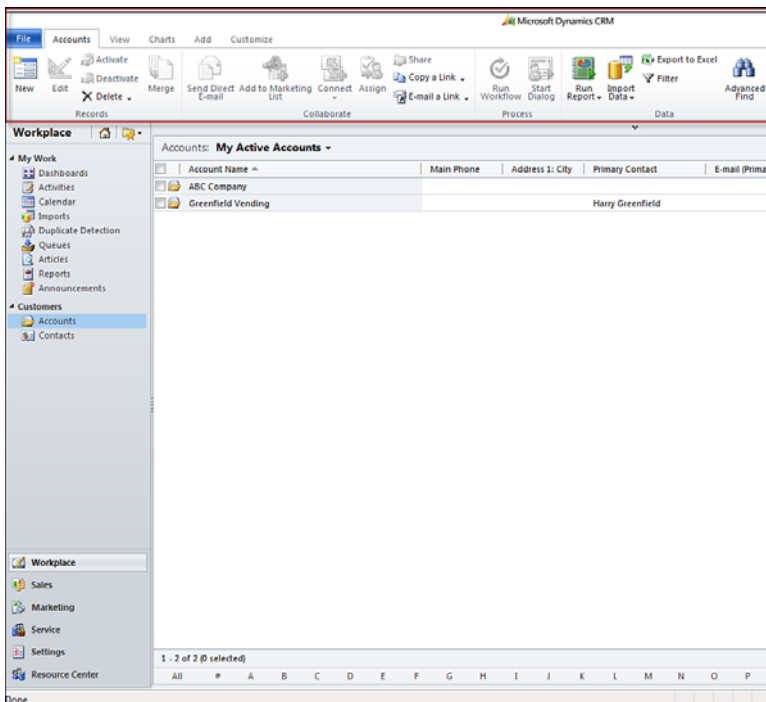 Microsoft Dynamics CRM
File Accounts View Charts Add Customize
New Edit Activate Deactivate Delete Merge Send Direct E-mail Add to Marketing List Connect Assign Share Copy a Link E-mail a Link Run Workflow Start Dialog Run Report Import Data Export to Excel Filter Advanced Find
Records Collaborate Process Data
Workplace
My Work
Dashboards
Activities
Calendar
Imports
Duplicate Detection
Queues
Articles
Reports
Announcements
Customers
Accounts
Contacts
Workplace
Sales
Marketing
Service
Settings
Resource Center
Accounts: My Active Accounts
Account Name Main Phone Address 1: City Primary Contact E-mail (Prima
ABC Company
Greenfield Vending Harry Greenfield
1 - 2 of 2 (0 selected)
All # A B C D E F G H I J K L M N O P
Done